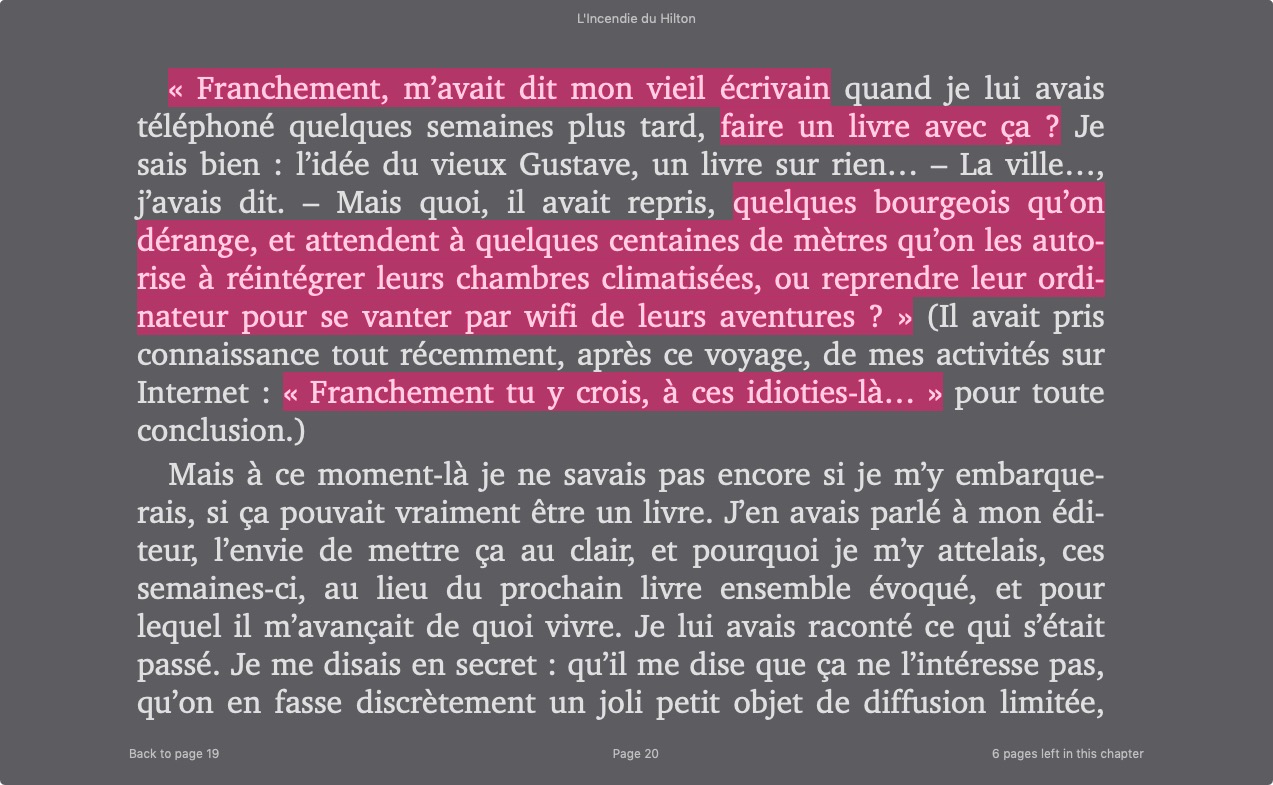 L'Incendie du Hilton
« Franchement, m’avait dit mon vieil écrivain quand je lui avais
téléphoné quelques semaines plus tard, faire un livre avec ça ? Je
sais bien : l’idée du vieux Gustave, un livre sur rien… – La ville…,
j’avais dit. – Mais quoi, il avait repris, quelques bourgeois qu’on
dérange, et attendent à quelques centaines de mètres qu’on les auto-
rise à réintégrer leurs chambres climatisées, ou reprendre leur ordi-
nateur pour se vanter par wifi de leurs aventures ? » (Il avait pris
connaissance tout récemment, après ce voyage, de mes activités sur
Internet : « Franchement tu y crois, à ces idioties-là… » pour toute
conclusion.)
Mais à ce moment-là je ne savais pas encore si je m’y embarque-
rais, si ça pouvait vraiment être un livre. J’en avais parlé à mon édi-
teur, l’envie de mettre ça au clair, et pourquoi je m’y attelais, ces
semaines-ci, au lieu du prochain livre ensemble évoqué, et pour
lequel il m’avançait de quoi vivre. Je lui avais raconté ce qui s’était
passé. Je me disais en secret : qu’il me dise que ça ne l’intéresse pas,
qu’on en fasse discrètement un joli petit objet de diffusion limitée,
Back to page 19
Page 20
6 pages left in this chapter